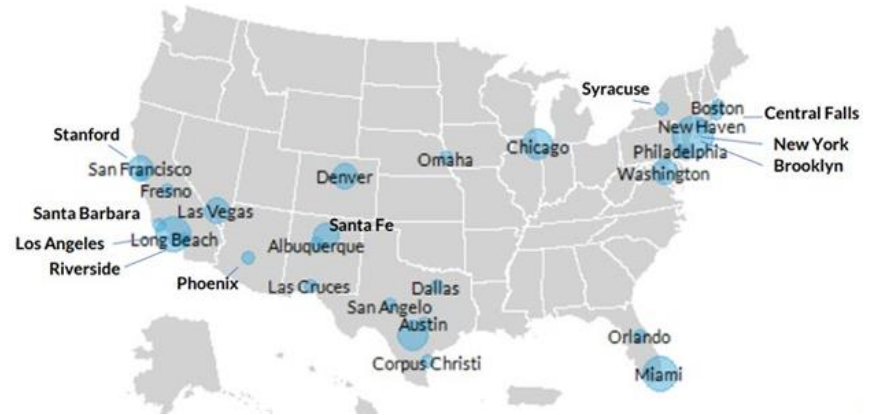 Syracuse
Boston
Central Falls
New Haven
Stanford
New York
Chicago
Philadelphia
Omaha
Brooklyn
San Francisco
Denver
Washington
Fresno
Santa Barbara
Las Vegas
Santa Fe
Los Angeles
Long Beach
Albuquerque
Riverside
Phoenix
Las Cruces
Dallas
San Angelo
Austin
Orlando
Corpus Christi
Miami